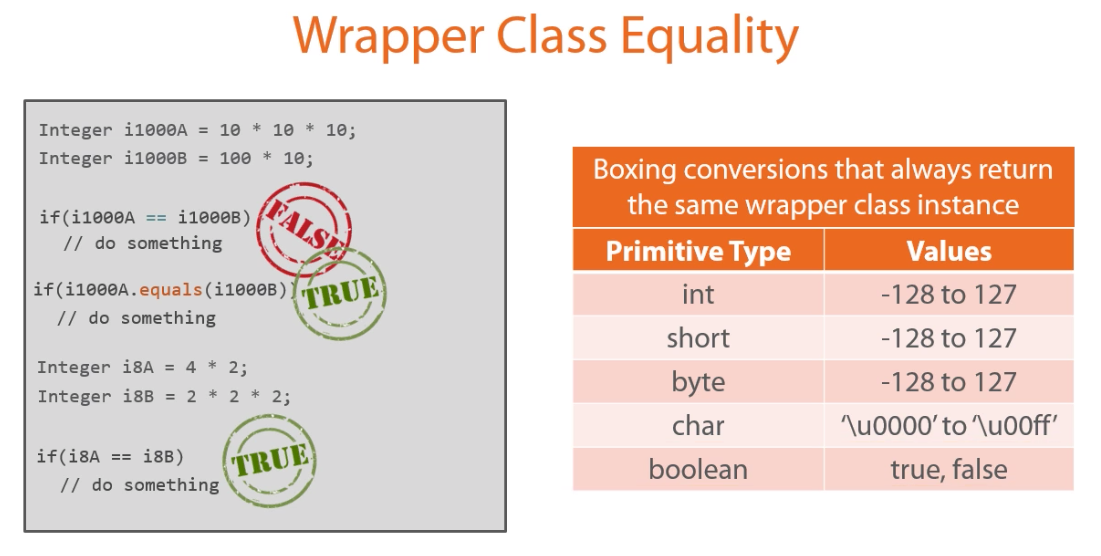 Wrapper Class Equality
Integer i1000A = 10 * 10 * 10;
Integer i1000B = 100 * 10;
if(i1000A == i1000B)
FALSE
// do something
if(i1000A.equals(i1000B))
TRUE
// do something
Integer i8A = 4 * 2;
Integer i8B = 2 * 2 * 2;
if(i8A == i8B)
TRUE
// do something
Boxing conversions that always return
the same wrapper class instance
Primitive Type Values
int -128 to 127
short -128 to 127
byte -128 to 127
char ‘\u0000’ to ‘\u00ff’
boolean true, false